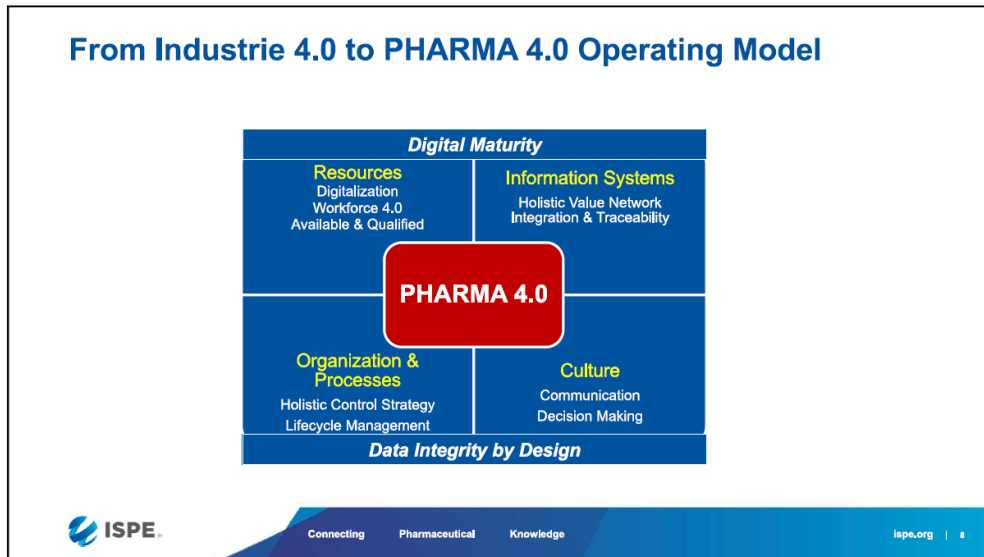 From Industrie 4.0 to PHARMA 4.0 Operating Model
Digital Maturity
Resources
Digitalization
Workforce 4.0
Available & Qualified
Information Systems
Holistic Value Network
Integration & Traceability
PHARMA 4.0
Organization &
Processes
Holistic Control Strategy
Lifecycle Management
Culture
Communication
Decision Making
Data Integrity by Design
ISPE.
Connecting Pharmaceutical Knowledge
ispe.org | 8